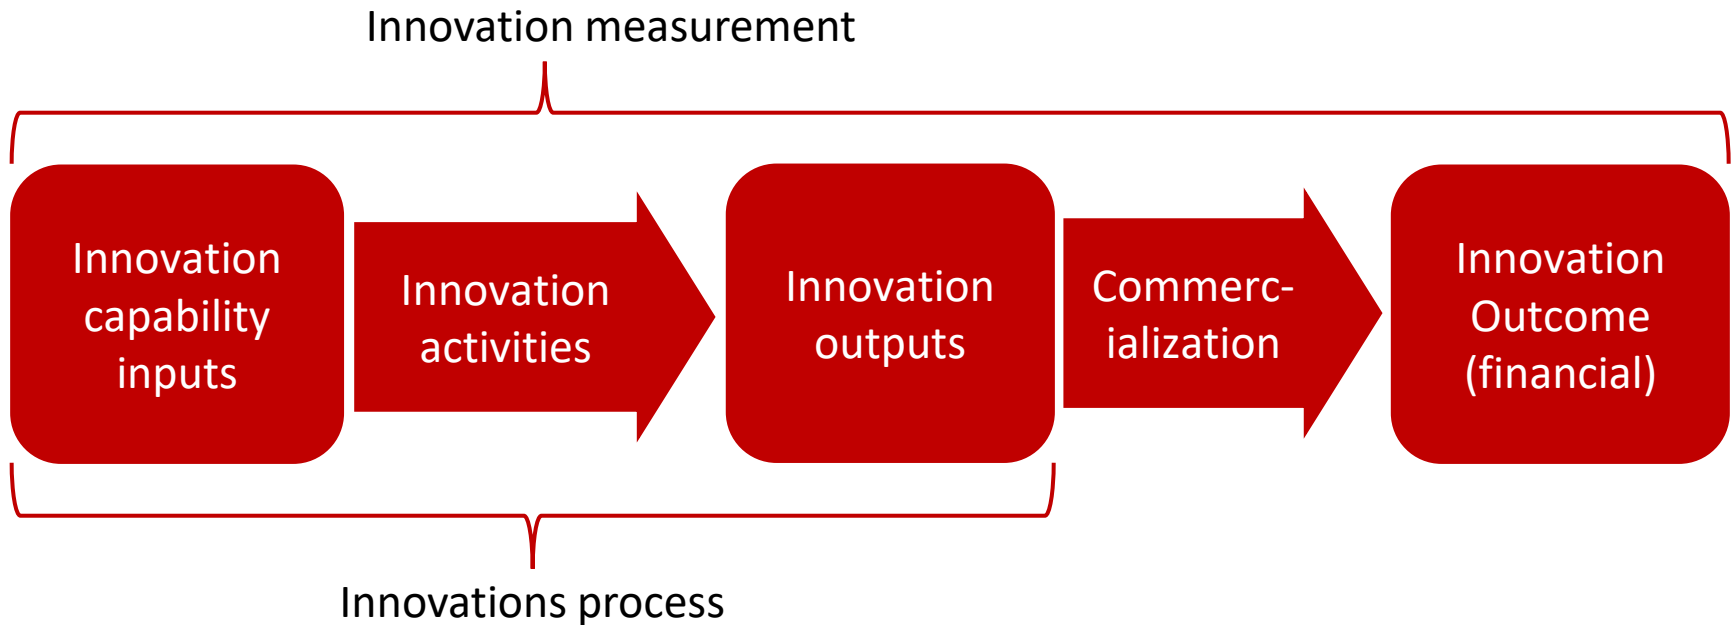 Innovation measurement
Innovation
capability
inputs
Innovation
activities
Innovation
outputs
Commerc-
ialization
Innovation
Outcome
(financial)
Innovations process